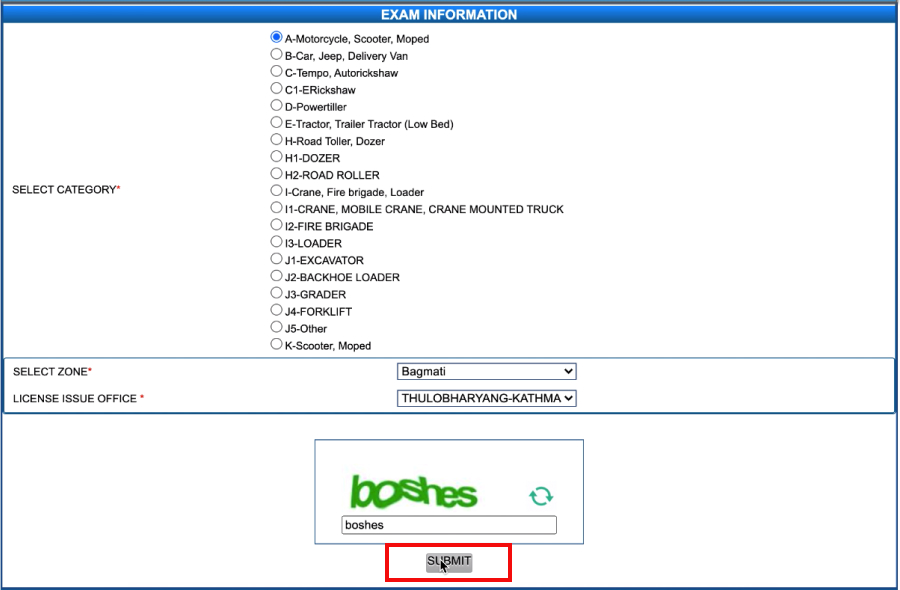 EXAM INFORMATION
A-Motorcycle, Scooter, Moped
B-Car, Jeep, Delivery Van
C-Tempo, Autorickshaw
C1-ERickshaw
D-Powertiller
E-Tractor, Trailer Tractor (Low Bed)
H-Road Toller, Dozer
H1-DOZER
H2-ROAD ROLLER
SELECT CATEGORY*
I-Crane, Fire brigade, Loader
I1-CRANE, MOBILE CRANE, CRANE MOUNTED TRUCK
I2-FIRE BRIGADE
I3-LOADER
J1-EXCAVATOR
J2-BACKHOE LOADER
J3-GRADER
J4-FORKLIFT
J5-Other
K-Scooter, Moped
SELECT ZONE* Bagmati
LICENSE ISSUE OFFICE * THULOBHARYANG-KATHMA
boshes
boshes
SUBMIT